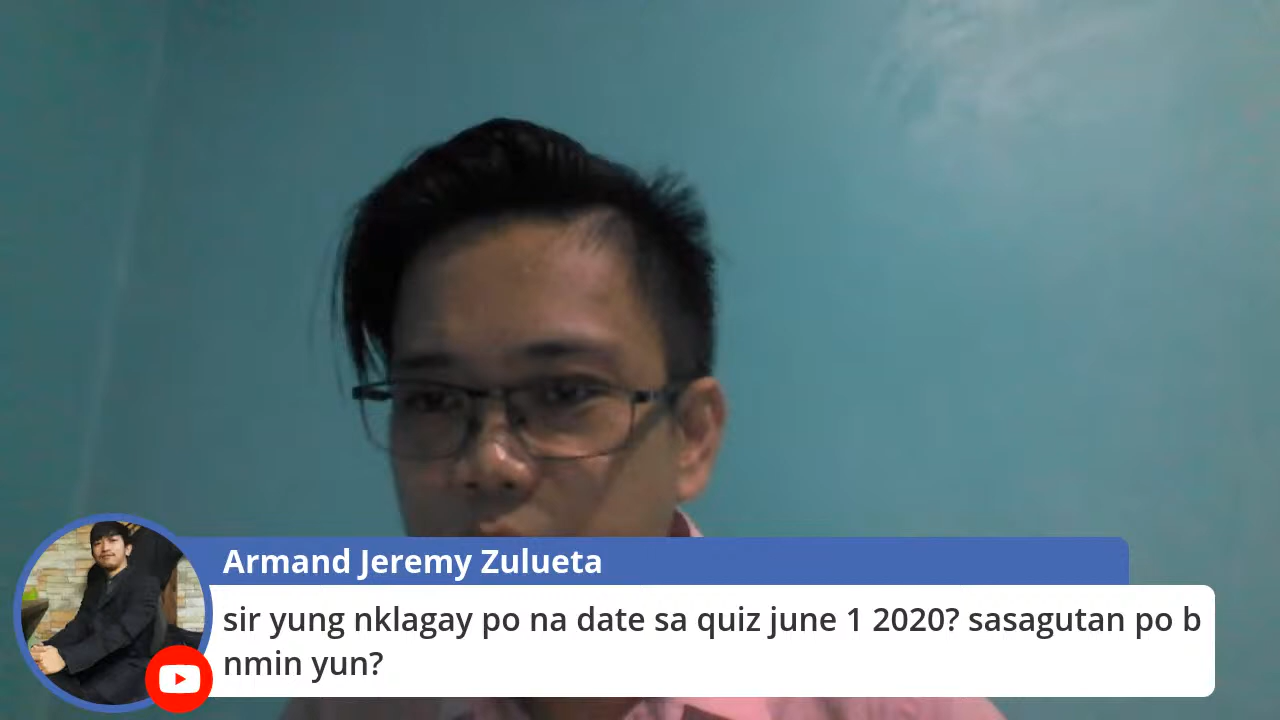 Armand Jeremy Zulueta
sir yung nklagay po na date sa quiz june 1 2020? sasagutan po b
nmin yun?